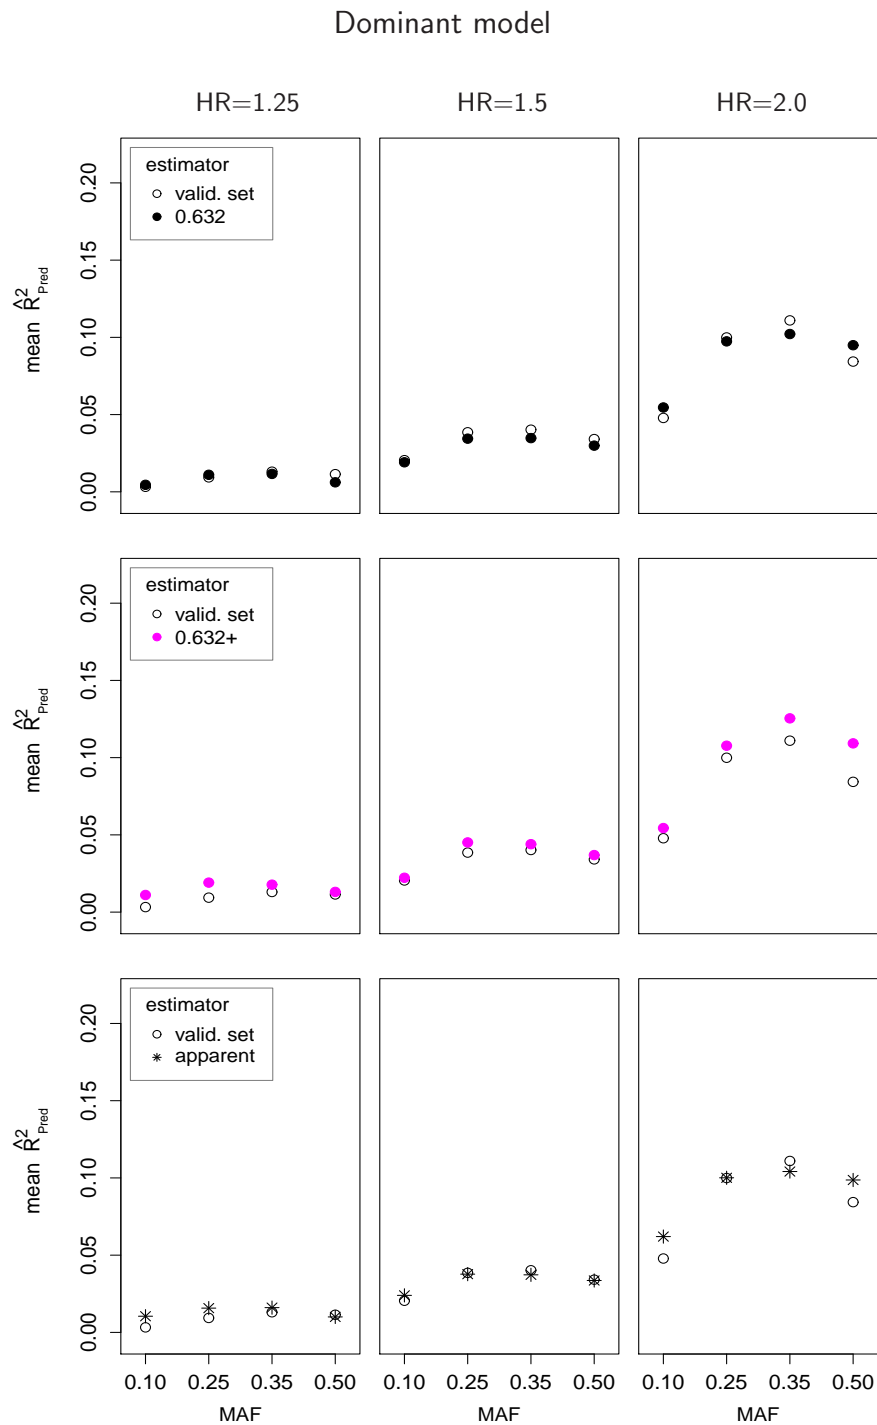 Dominant model
HR=1.25 HR=1.5 HR=2.0
mean R̂²Pred
0.00 0.05 0.10 0.15 0.20
estimator
valid. set
0.632
mean R̂²Pred
0.00 0.05 0.10 0.15 0.20
estimator
valid. set
0.632+
mean R̂²Pred
0.00 0.05 0.10 0.15 0.20
estimator
valid. set
apparent
0.10 0.25 0.35 0.50 0.10 0.25 0.35 0.50 0.10 0.25 0.35 0.50
MAF MAF MAF